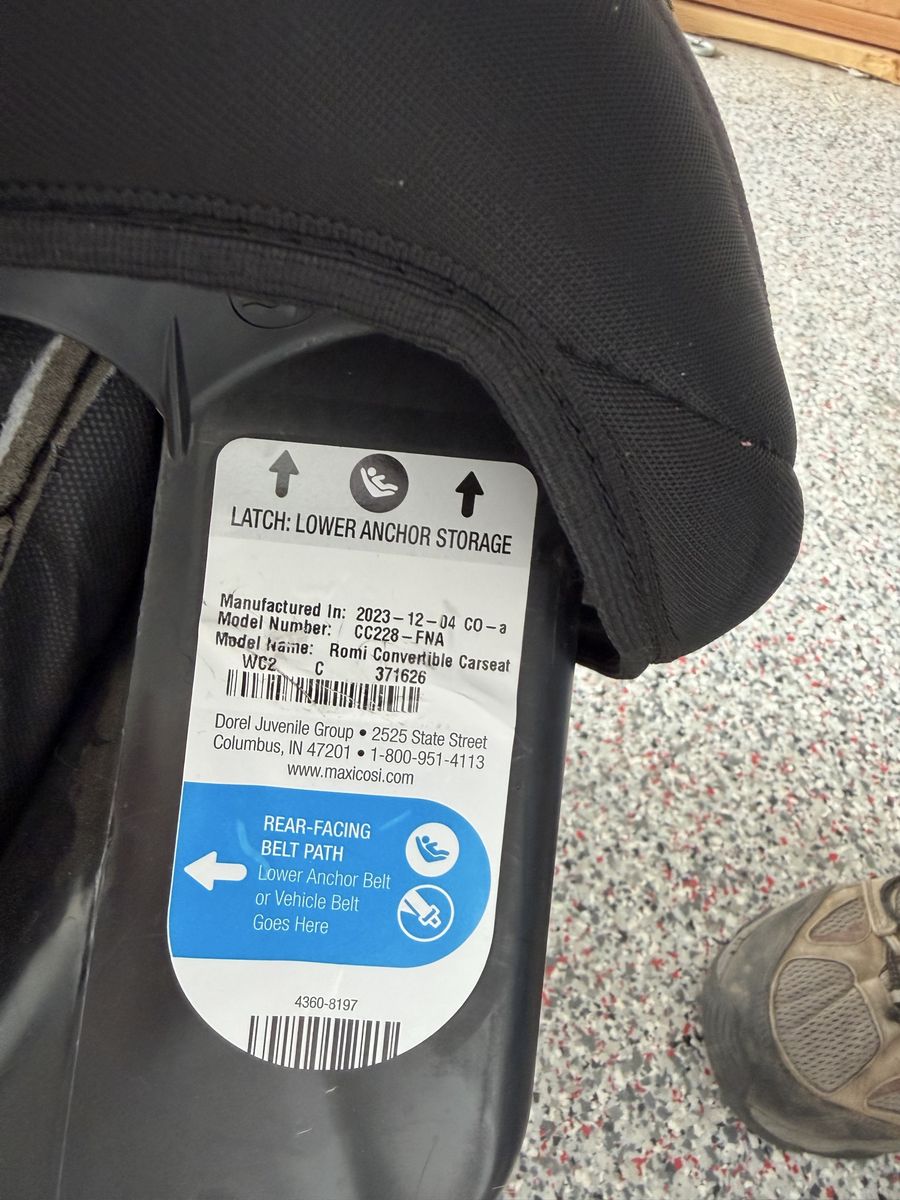 LATCH: LOWER ANCHOR STORAGE
Manufactured In: 2023-12-04 CO-a
Model Number: CC228-FNA
Model Name: Romi Convertible Carseat
WC2 C 371626
Dorel Juvenile Group • 2525 State Street
Columbus, IN 47201 • 1-800-951-4113
www.maxicosi.com
REAR-FACING
BELT PATH
Lower Anchor Belt
or Vehicle Belt
Goes Here
4360-8197